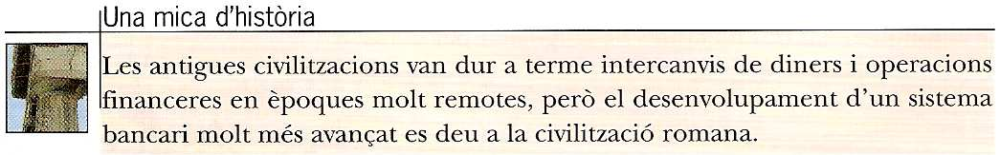 Una mica d'història
Les antigues civilitzacions van dur a terme intercanvis de diners i operacions
financeres en èpoques molt remotes, però el desenvolupament d'un sistema
bancari molt més avançat es deu a la civilització romana.